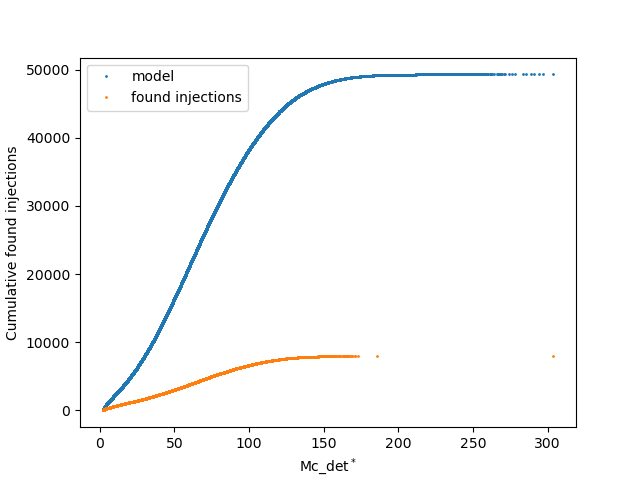 model
found injections
50000
40000
30000
20000
10000
0
Cumulative found injections
0 50 100 150 200 250 300
Mc_det*